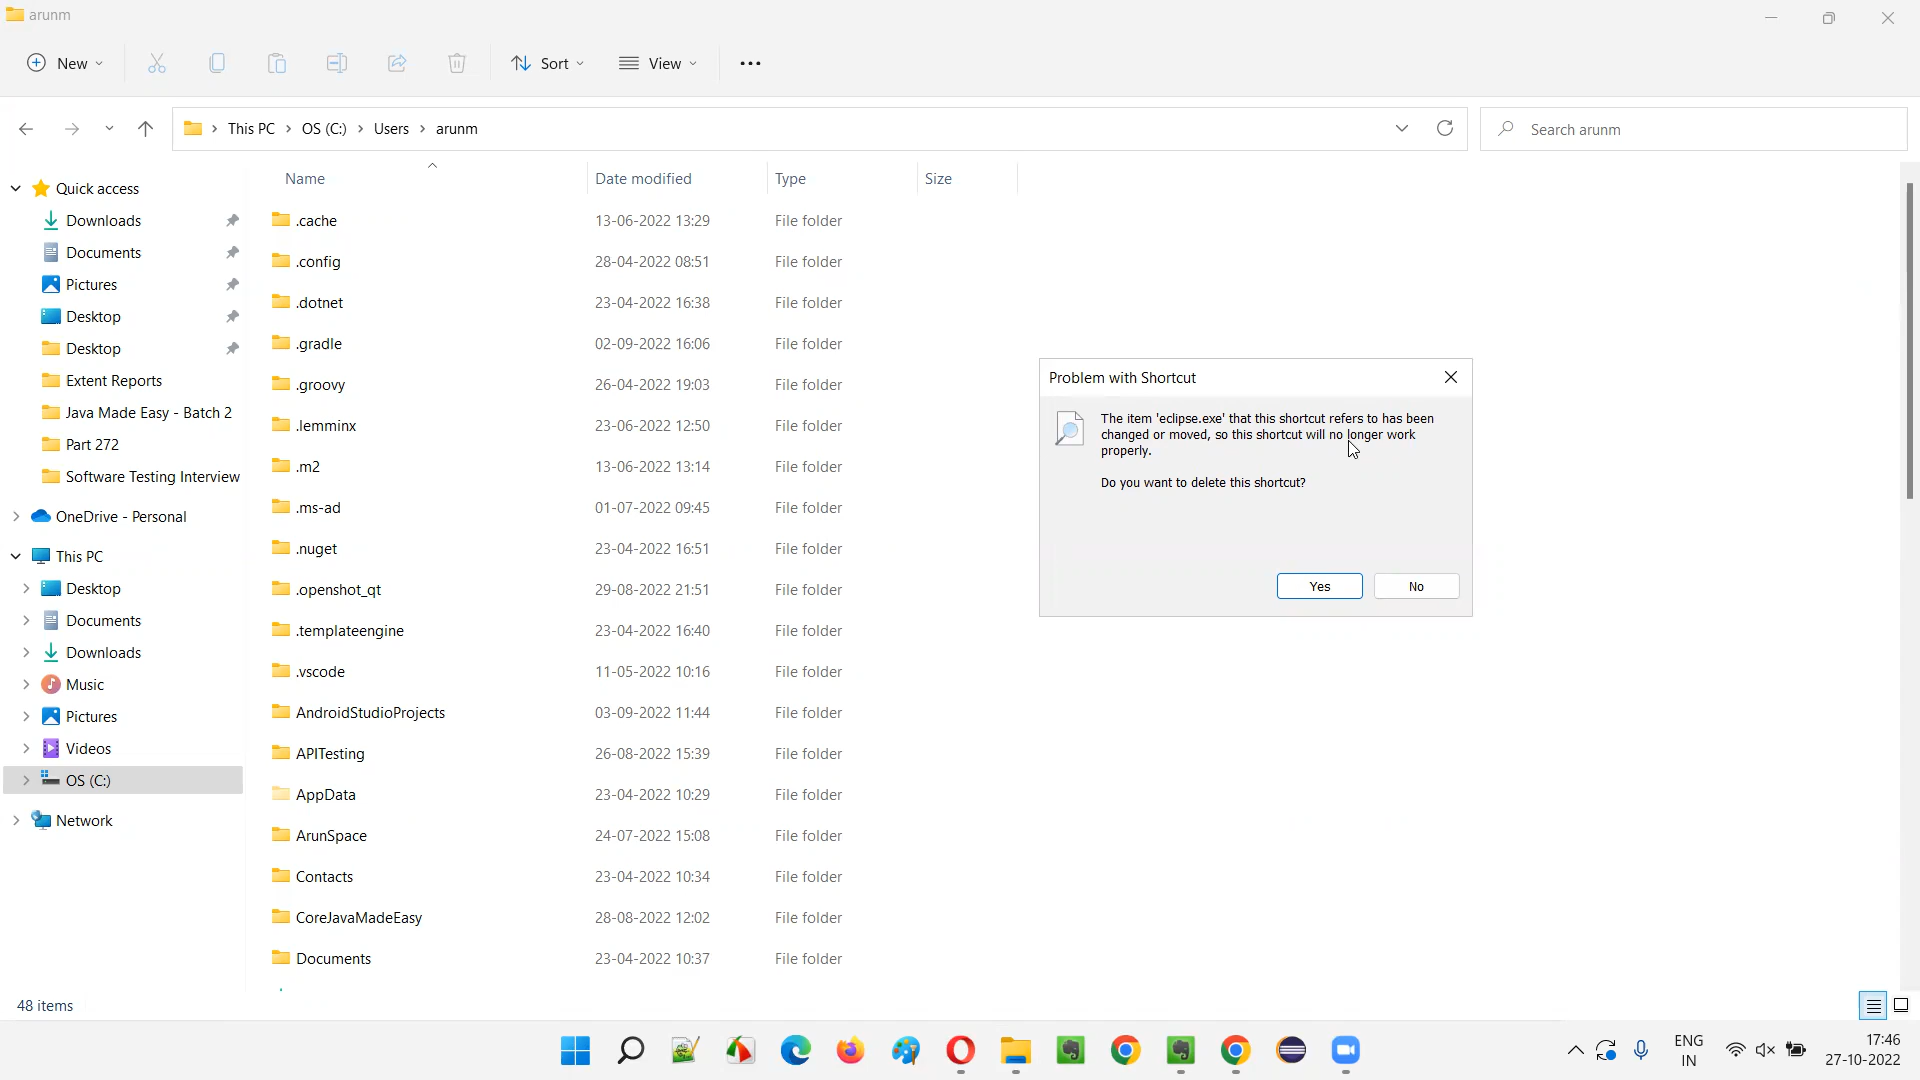 arunm
New
Sort
View
This PC > OS (C:) > Users > arunm
Search arunm
Quick access
Downloads
Documents
Pictures
Desktop
Desktop
Extent Reports
Java Made Easy - Batch 2
Part 272
Software Testing Interview
OneDrive - Personal
This PC
Desktop
Documents
Downloads
Music
Pictures
Videos
OS (C:)
Network
Name Date modified Type Size
.cache 13-06-2022 13:29 File folder
.config 28-04-2022 08:51 File folder
.dotnet 23-04-2022 16:38 File folder
.gradle 02-09-2022 16:06 File folder
.groovy 26-04-2022 19:03 File folder
.lemminx 23-06-2022 12:50 File folder
.m2 13-06-2022 13:14 File folder
.ms-ad 01-07-2022 09:45 File folder
.nuget 23-04-2022 16:51 File folder
.openshot_qt 29-08-2022 21:51 File folder
.templateengine 23-04-2022 16:40 File folder
.vscode 11-05-2022 10:16 File folder
AndroidStudioProjects 03-09-2022 11:44 File folder
APITesting 26-08-2022 15:39 File folder
AppData 23-04-2022 10:29 File folder
ArunSpace 24-07-2022 15:08 File folder
Contacts 23-04-2022 10:34 File folder
CoreJavaMadeEasy 28-08-2022 12:02 File folder
Documents 23-04-2022 10:37 File folder
Problem with Shortcut
The item 'eclipse.exe' that this shortcut refers to has been
changed or moved, so this shortcut will no longer work
properly.
Do you want to delete this shortcut?
Yes No
48 items
ENG
IN
17:46
27-10-2022